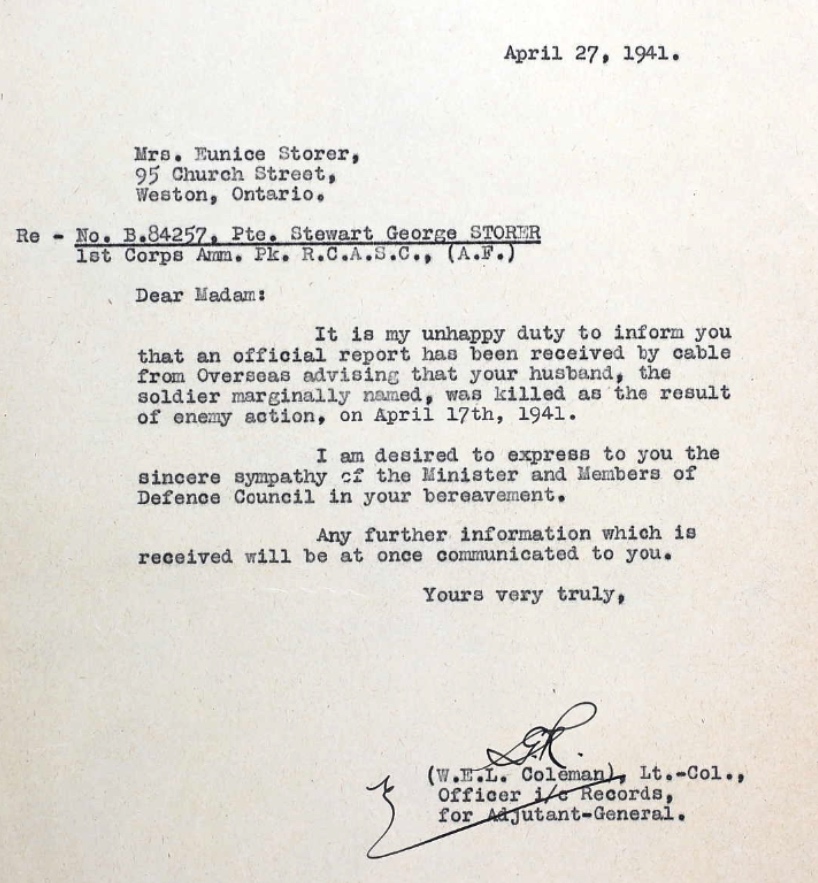 April 27, 1941.
Mrs. Eunice Storer,
95 Church Street,
Weston, Ontario.
Re - No. B.84257, Pte. Stewart George STORER
1st Corps Amm. Pk. R.C.A.S.C., (A.F.)
Dear Madam:
It is my unhappy duty to inform you
that an official report has been received by cable
from Overseas advising that your husband, the
soldier marginally named, was killed as the result
of enemy action, on April 17th, 1941.
I am desired to express to you the
sincere sympathy of the Minister and Members of
Defence Council in your bereavement.
Any further information which is
received will be at once communicated to you.
Yours very truly,
(W.E.L. Coleman), Lt.-Col.,
Officer i/c Records,
for Adjutant-General.